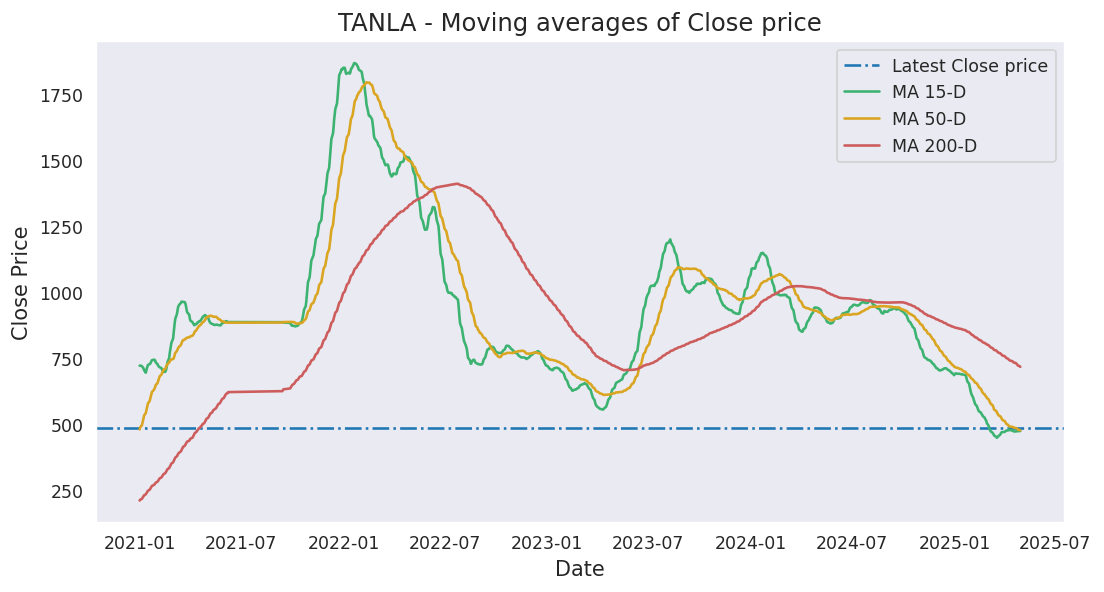 TANLA - Moving averages of Close price
Latest Close price
MA 15-D
MA 50-D
MA 200-D
Close Price
1750
1500
1250
1000
750
500
250
2021-01 2021-07 2022-01 2022-07 2023-01 2023-07 2024-01 2024-07 2025-01 2025-07
Date